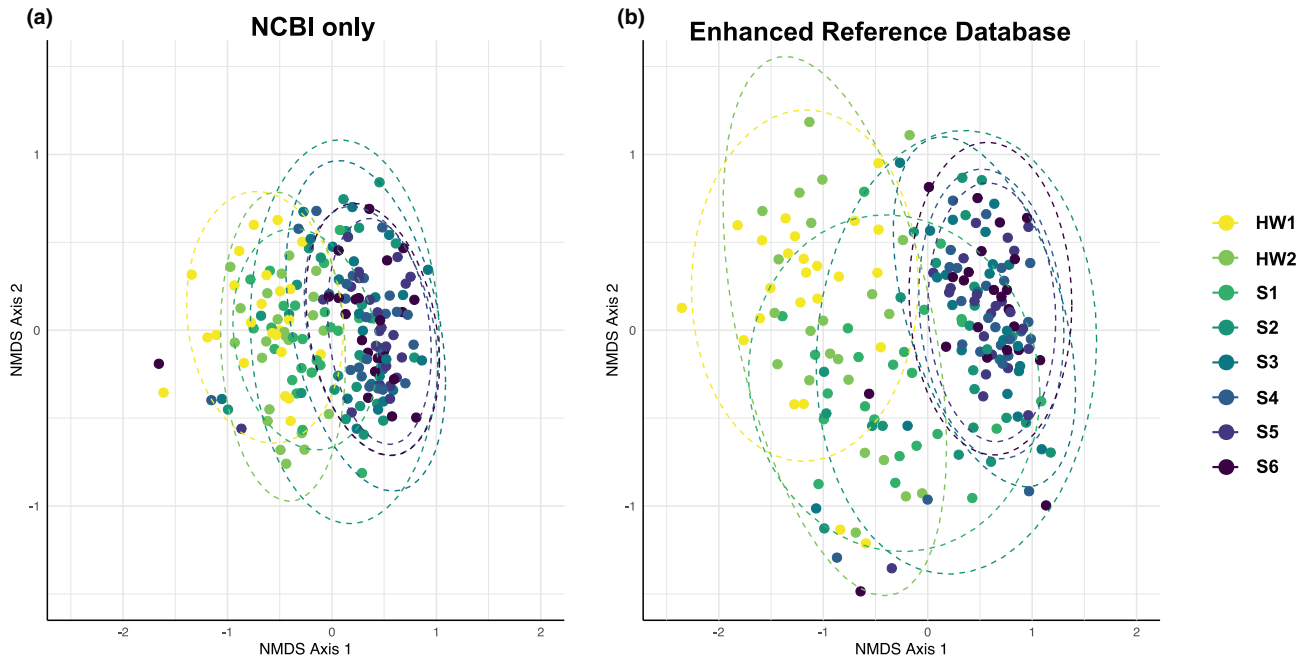 (a)
NCBI only
1
0
-1
-2
-1
0
1
2
NMDS Axis 1
NMDS Axis 2
(b)
Enhanced Reference Database
1
0
-1
-2
-1
0
1
2
NMDS Axis 1
NMDS Axis 2
HW1
HW2
S1
S2
S3
S4
S5
S6